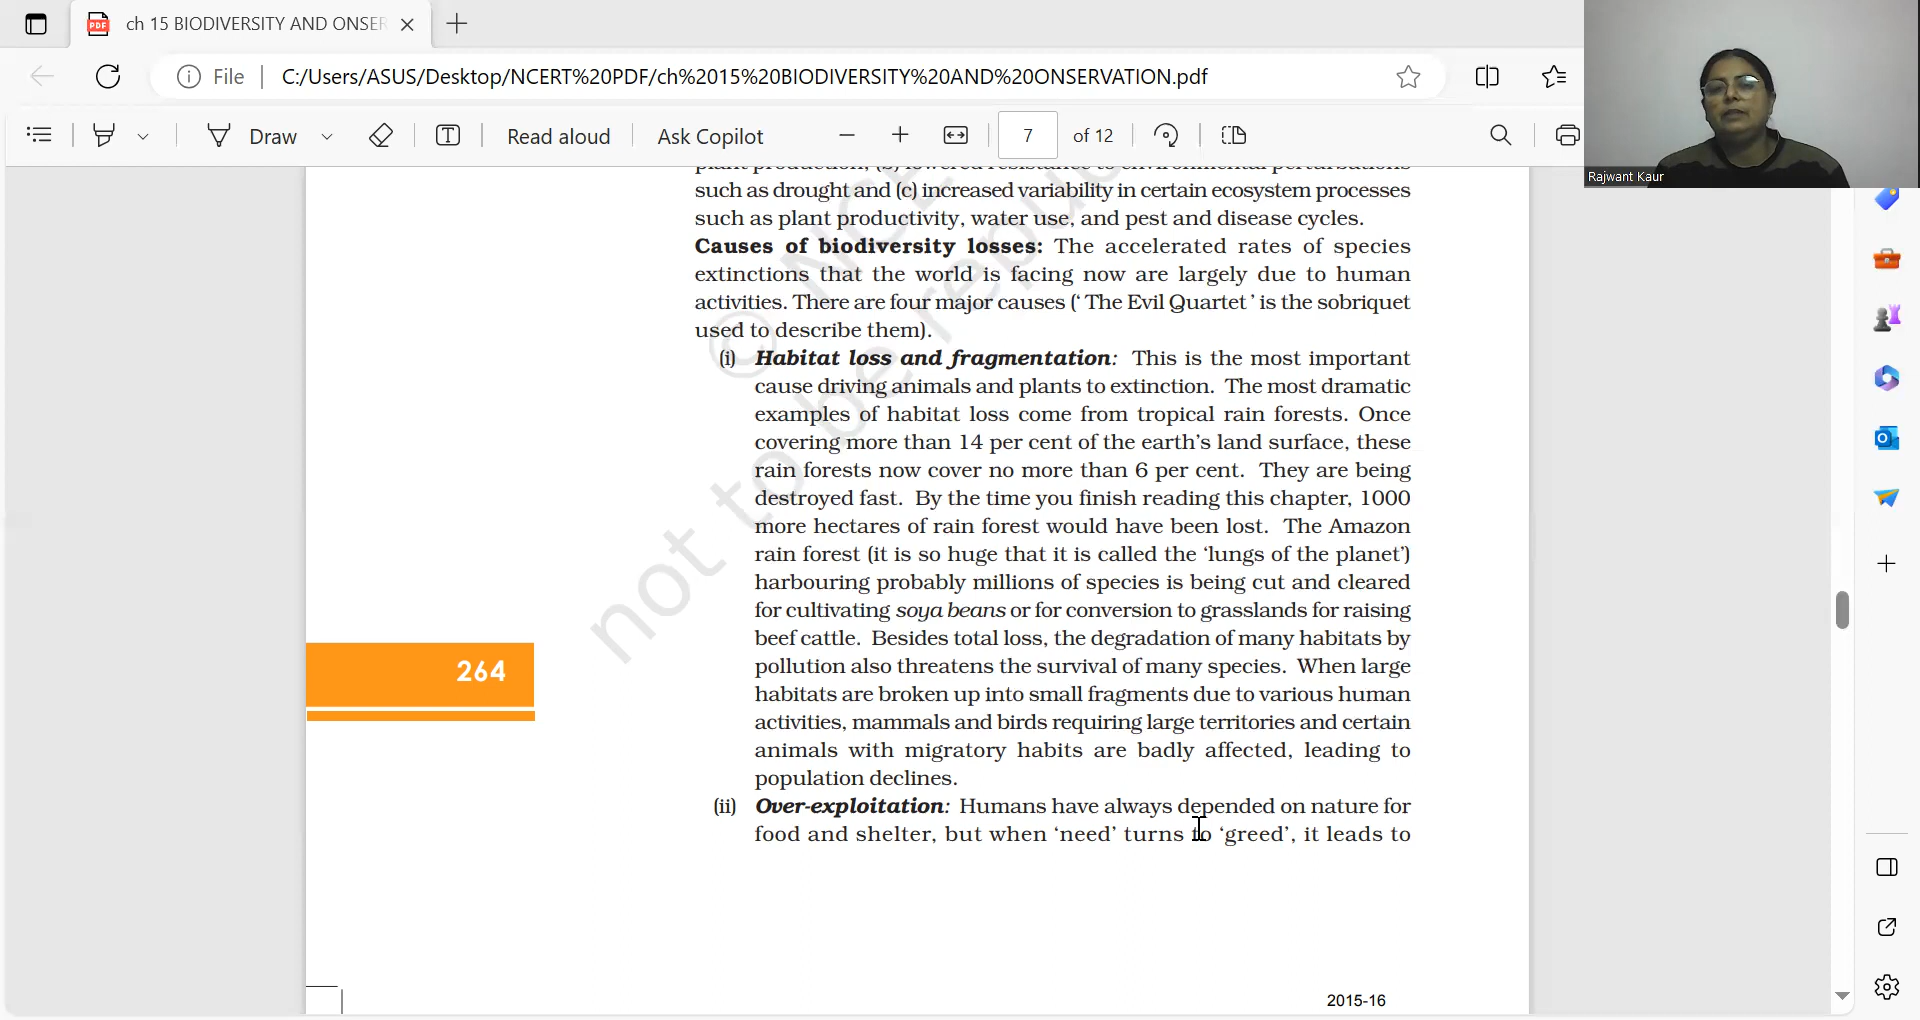 ch 15 BIODIVERSITY AND ONSER
File
C:/Users/ASUS/Desktop/NCERT%20PDF/ch%2015%20BIODIVERSITY%20AND%20ONSERVATION.pdf
Draw
Read aloud
Ask Copilot
7 of 12
Rajwant Kaur
such as drought and (c) increased variability in certain ecosystem processes
such as plant productivity, water use, and pest and disease cycles.
Causes of biodiversity losses: The accelerated rates of species
extinctions that the world is facing now are largely due to human
activities. There are four major causes (‘ The Evil Quartet ’ is the sobriquet
used to describe them).
(i) Habitat loss and fragmentation: This is the most important
cause driving animals and plants to extinction. The most dramatic
examples of habitat loss come from tropical rain forests. Once
covering more than 14 per cent of the earth’s land surface, these
rain forests now cover no more than 6 per cent. They are being
destroyed fast. By the time you finish reading this chapter, 1000
more hectares of rain forest would have been lost. The Amazon
rain forest (it is so huge that it is called the ‘lungs of the planet’)
harbouring probably millions of species is being cut and cleared
for cultivating soya beans or for conversion to grasslands for raising
beef cattle. Besides total loss, the degradation of many habitats by
pollution also threatens the survival of many species. When large
habitats are broken up into small fragments due to various human
activities, mammals and birds requiring large territories and certain
animals with migratory habits are badly affected, leading to
population declines.
(ii) Over-exploitation: Humans have always depended on nature for
food and shelter, but when ‘need’ turns to ‘greed’, it leads to
264
2015-16
© NCE
not to be repu